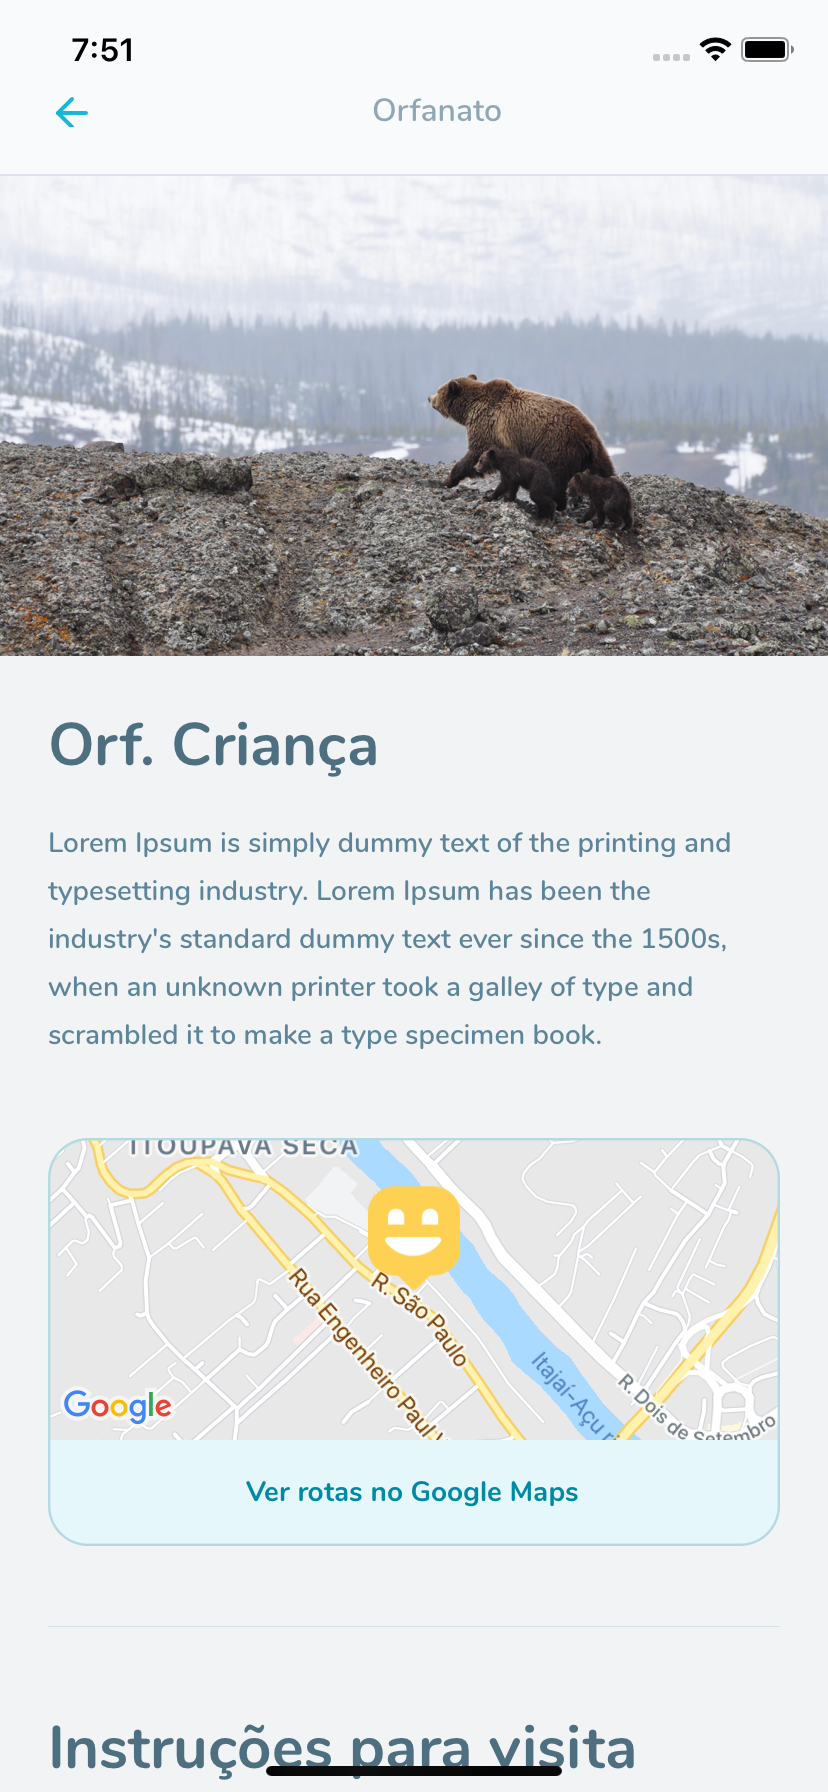 7:51
Orfanato
Orf. Criança
Lorem Ipsum is simply dummy text of the printing and
typesetting industry. Lorem Ipsum has been the
industry's standard dummy text ever since the 1500s,
when an unknown printer took a galley of type and
scrambled it to make a type specimen book.
ITOUPAVA SECA
R. São Paulo
Rua Engenheiro Paul
Itajaí-Açu
R. Dois de Setembro
Google
Ver rotas no Google Maps
Instruções para visita